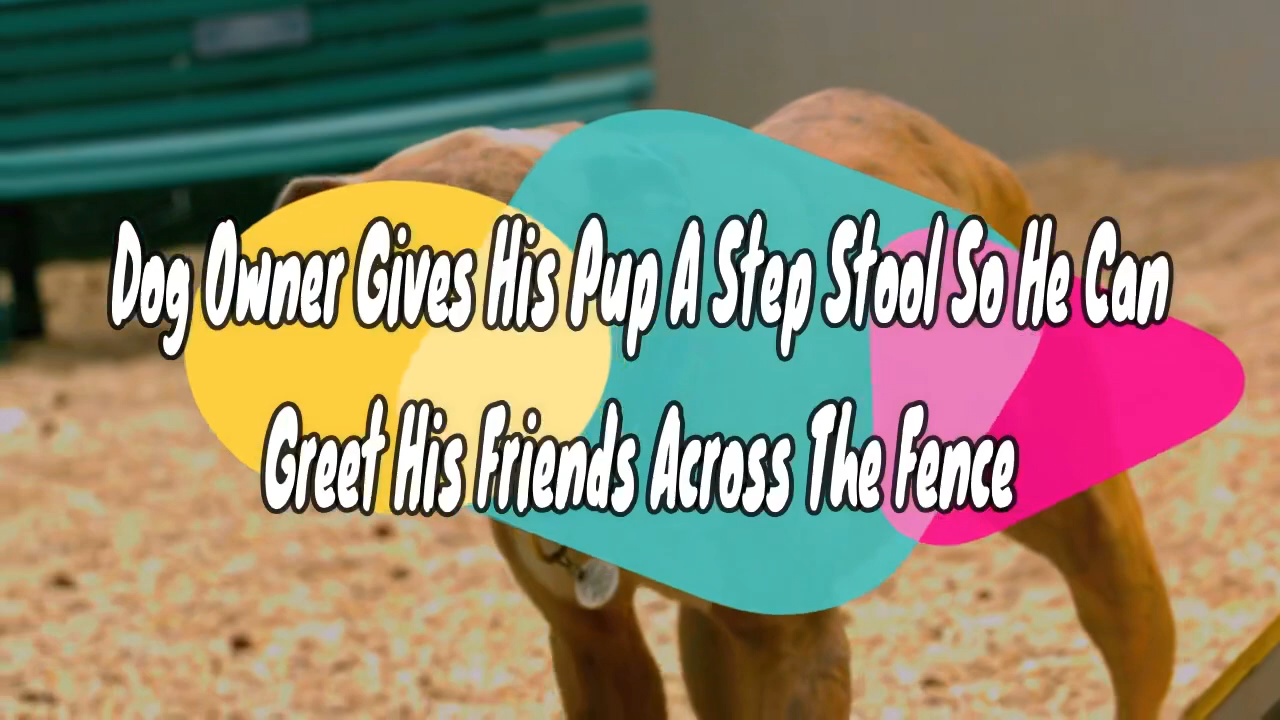 Dog Owner Gives His Pup A Step Stool So He Can
Greet His Friends Across The Fence